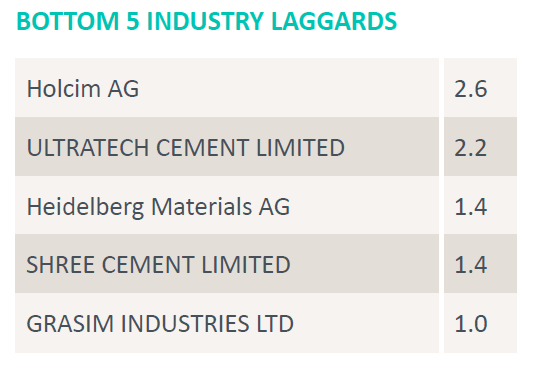 BOTTOM 5 INDUSTRY LAGGARDS
Holcim AG 2.6
ULTRATECH CEMENT LIMITED 2.2
Heidelberg Materials AG 1.4
SHREE CEMENT LIMITED 1.4
GRASIM INDUSTRIES LTD 1.0